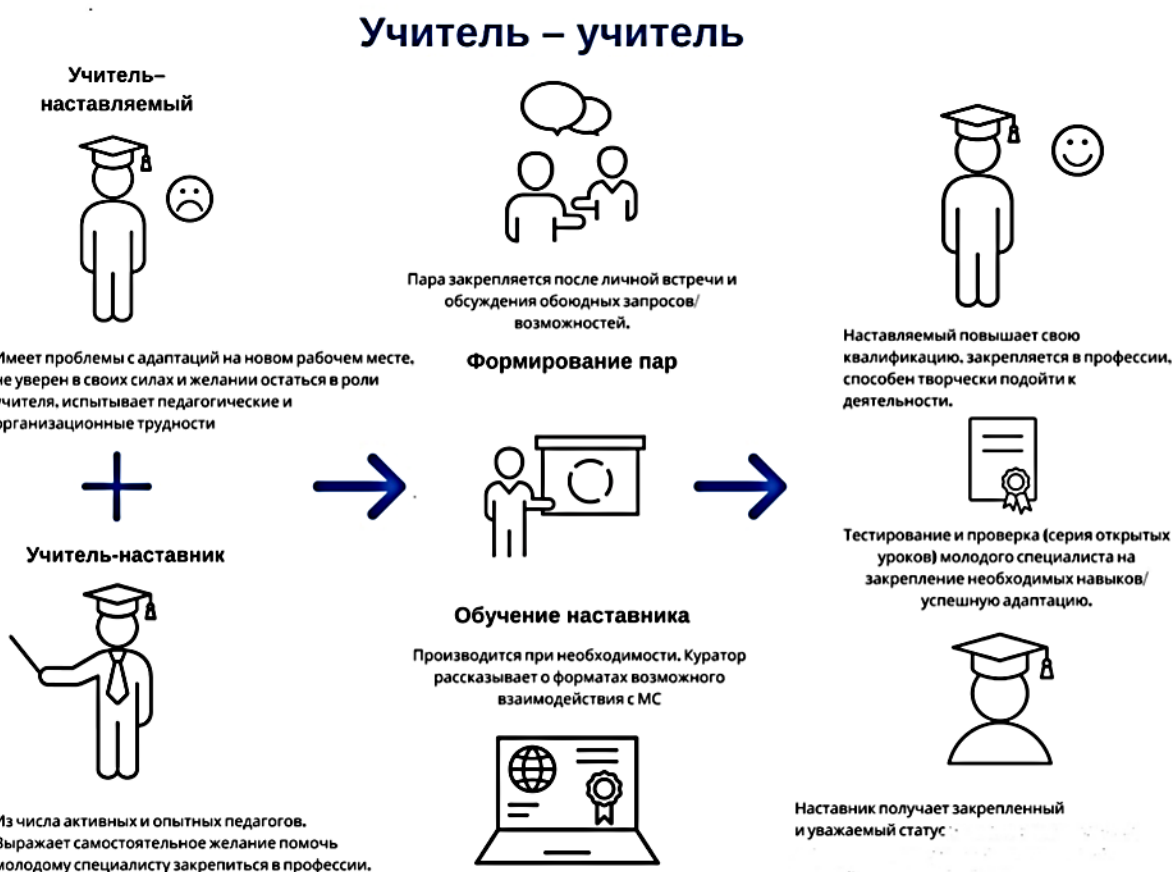 Учитель – учитель
Учитель–
наставляемый
Имеет проблемы с адаптаций на новом рабочем месте,
не уверен в своих силах и желании остаться в роли
учителя, испытывает педагогические и
организационные трудности
Учитель-наставник
Из числа активных и опытных педагогов.
Выражает самостоятельное желание помочь
молодому специалисту закрепиться в профессии.
Пара закрепляется после личной встречи и
обсуждения обоюдных запросов/
возможностей.
Формирование пар
Обучение наставника
Производится при необходимости. Куратор
рассказывает о форматах возможного
взаимодействия с МС
Наставляемый повышает свою
квалификацию, закрепляется в профессии,
способен творчески подойти к
деятельности.
Тестирование и проверка (серия открытых
уроков) молодого специалиста на
закрепление необходимых навыков/
успешную адаптацию.
Наставник получает закрепленный
и уважаемый статус